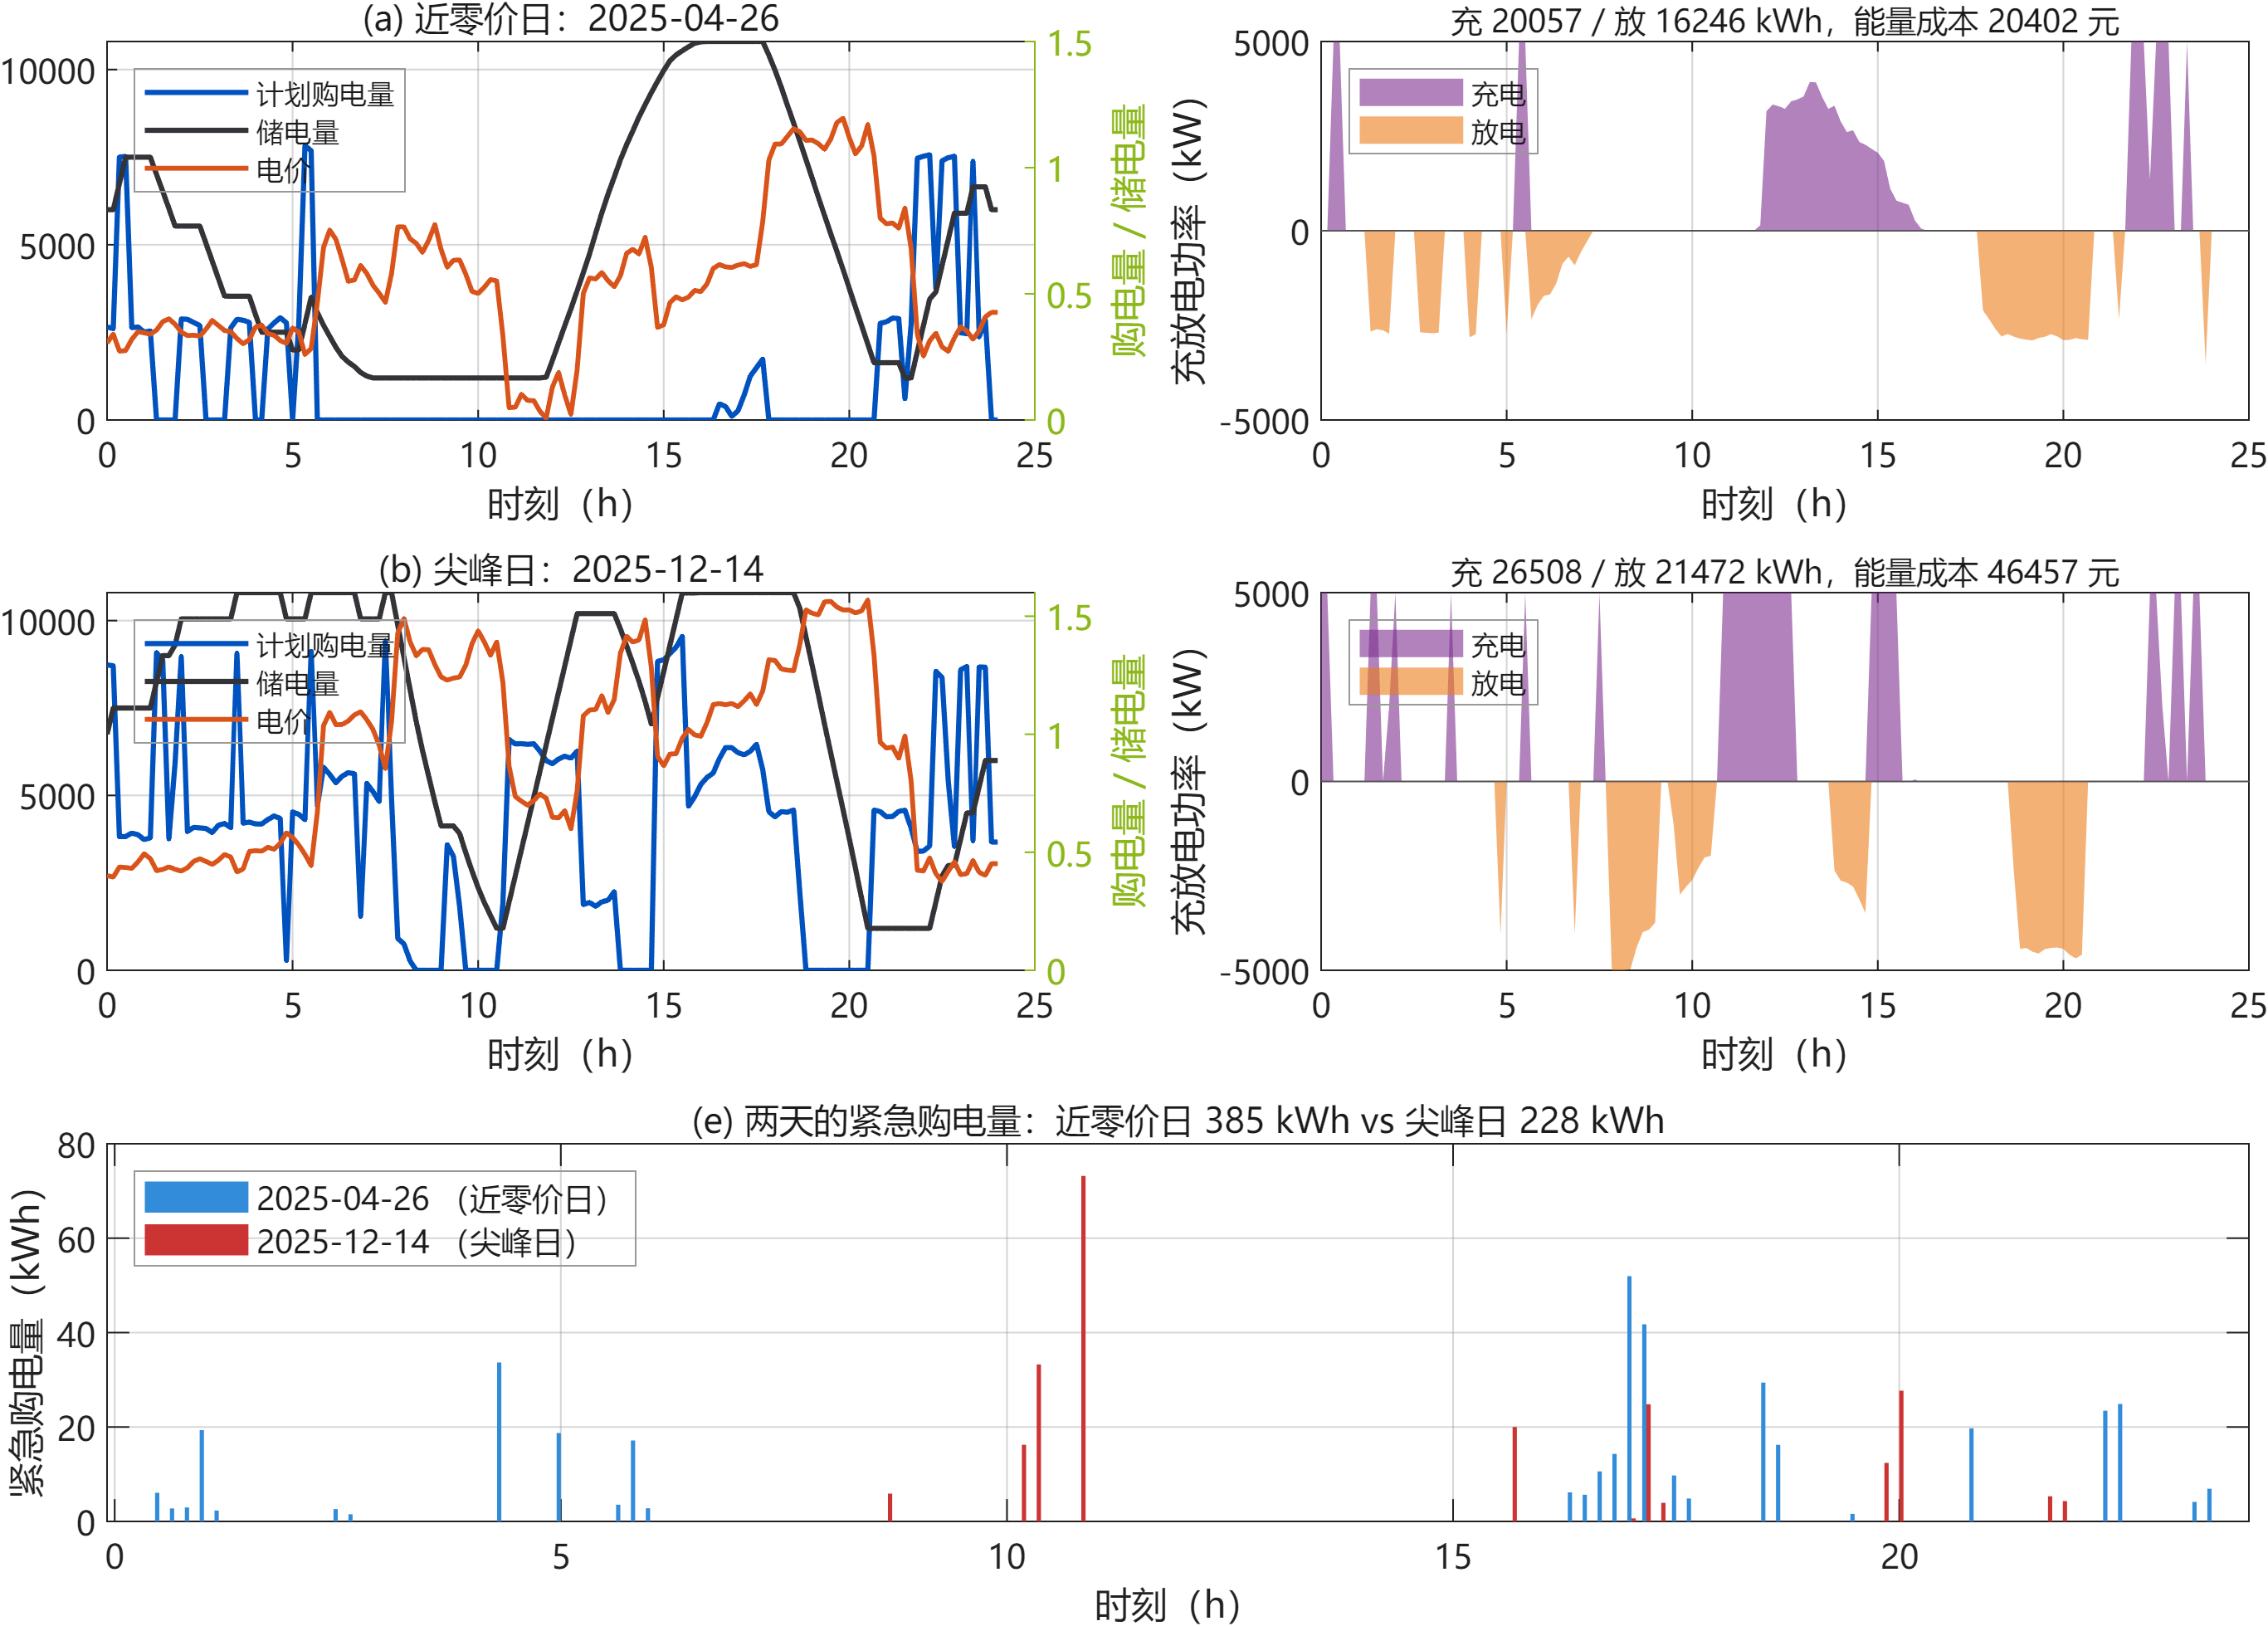 (a) 近零价日：2025-04-26
10000
5000
0
计划购电量
储电量
电价
1.5
1
0.5
0
购电量 / 储电量
0 5 10 15 20 25
时刻（h）
充 20057 / 放 16246 kWh，能量成本 20402 元
5000
0
-5000
充放电功率（kW）
充电
放电
0 5 10 15 20 25
时刻（h）
(b) 尖峰日：2025-12-14
10000
5000
0
计划购电量
储电量
电价
1.5
1
0.5
0
购电量 / 储电量
0 5 10 15 20 25
时刻（h）
充 26508 / 放 21472 kWh，能量成本 46457 元
5000
0
-5000
充放电功率（kW）
充电
放电
0 5 10 15 20 25
时刻（h）
(e) 两天的紧急购电量：近零价日 385 kWh vs 尖峰日 228 kWh
80
60
40
20
0
紧急购电量（kWh）
2025-04-26 （近零价日）
2025-12-14 （尖峰日）
0 5 10 15 20
时刻（h）